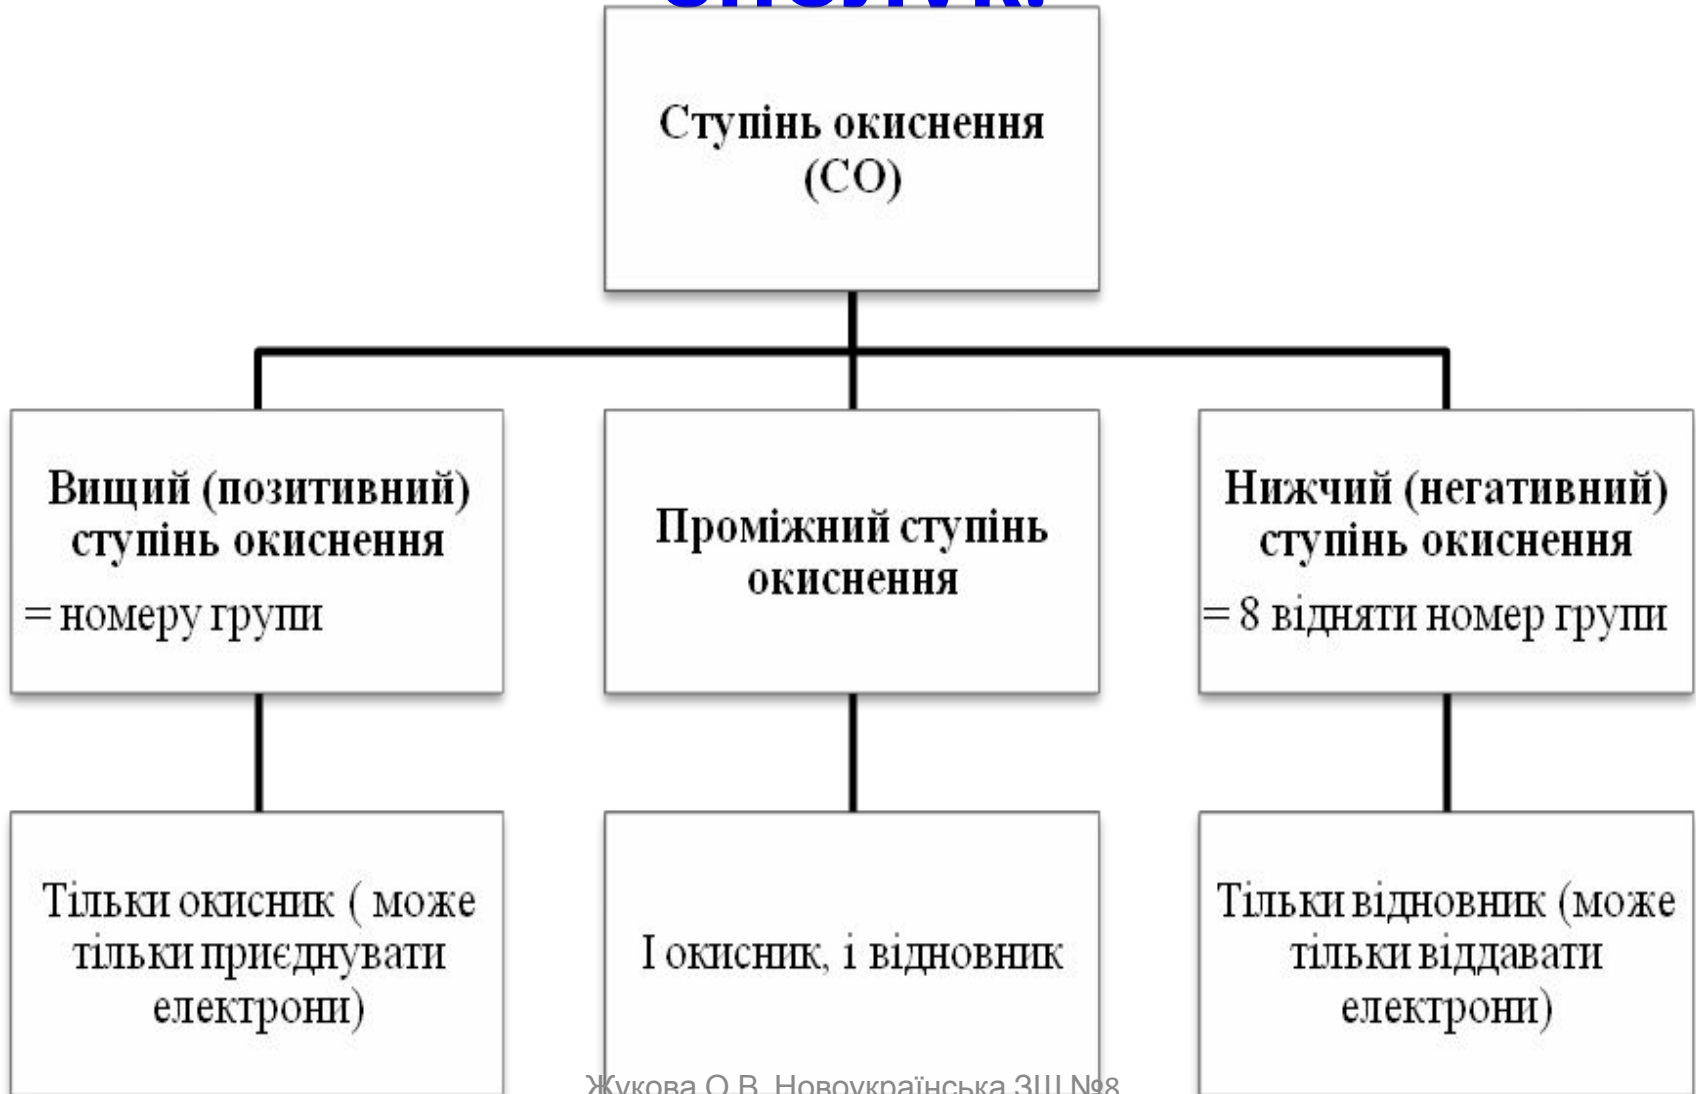 Ступінь окиснення
(СО)
Вищий (позитивний)
ступінь окиснення
= номеру групи
Проміжний ступінь
окиснення
Нижчий (негативний)
ступінь окиснення
= 8 відняти номер групи
Тільки окисник ( може
тільки приєднувати
електрони)
І окисник, і відновник
Тільки відновник (може
тільки віддавати
електрони)
Жукова О.В. Новоукраїнська ЗШ №8